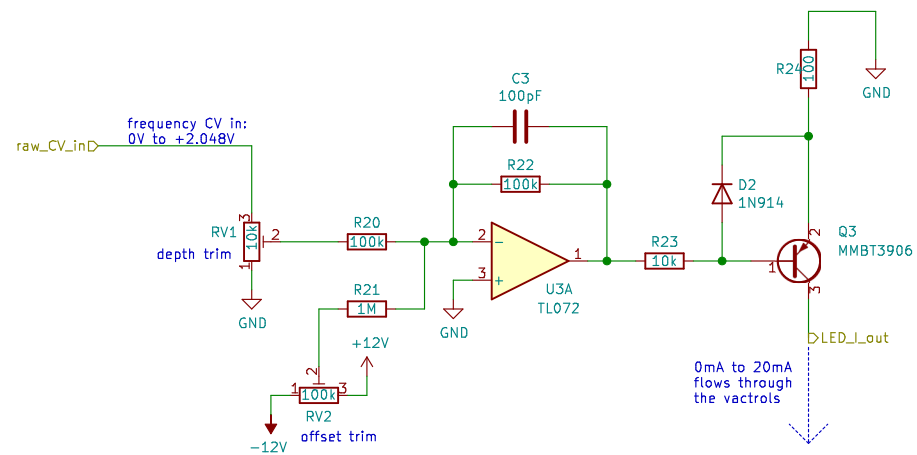 C3
100pF
R24
100
GND
frequency CV in:
0V to +2.048V
raw_CV_in
R22
100k
D2
1N914
3
RV1
10k
2
depth trim
1
R20
100k
2
-
3
+
1
U3A
TL072
R23
10k
Q3
MMBT3906
2
1
3
GND
R21
1M
GND
+12V
LED_I_out
2
1
100k
3
RV2
-12V
offset trim
0mA to 20mA
flows through
the vactrols